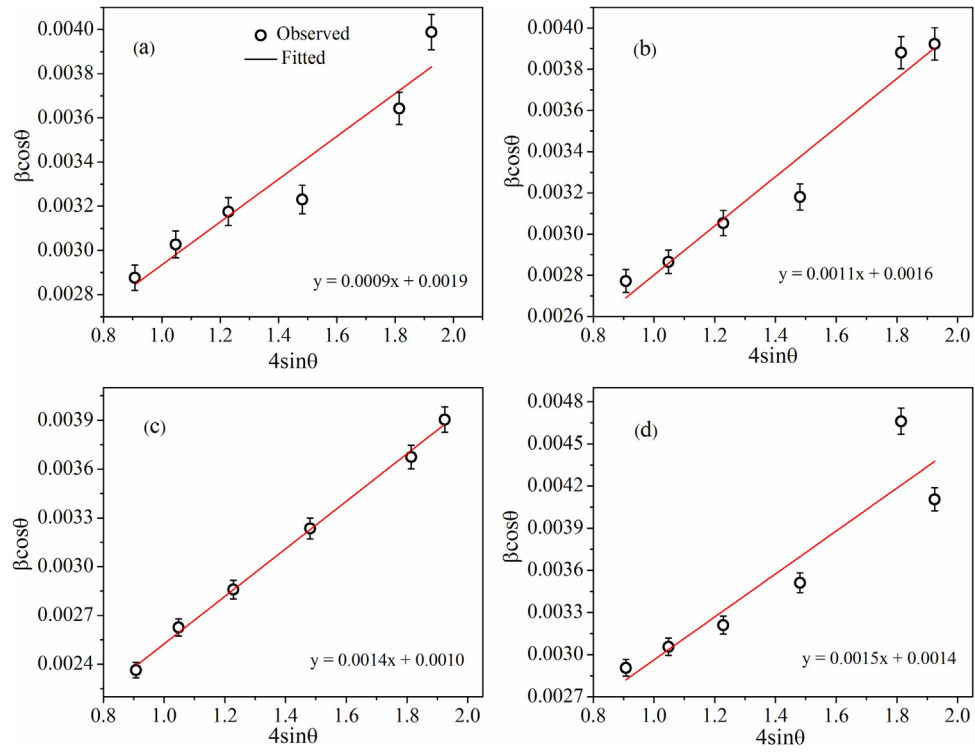 (a)
Observed
Fitted
0.0040
0.0038
0.0036
0.0034
0.0032
0.0030
0.0028
βcosθ
y = 0.0009x + 0.0019
0.8 1.0 1.2 1.4 1.6 1.8 2.0
4sinθ
(b)
0.0040
0.0038
0.0036
0.0034
0.0032
0.0030
0.0028
0.0026
βcosθ
y = 0.0011x + 0.0016
0.8 1.0 1.2 1.4 1.6 1.8 2.0
4sinθ
(c)
0.0039
0.0036
0.0033
0.0030
0.0027
0.0024
βcosθ
y = 0.0014x + 0.0010
0.8 1.0 1.2 1.4 1.6 1.8 2.0
4sinθ
(d)
0.0048
0.0045
0.0042
0.0039
0.0036
0.0033
0.0030
0.0027
βcosθ
y = 0.0015x + 0.0014
0.8 1.0 1.2 1.4 1.6 1.8 2.0
4sinθ